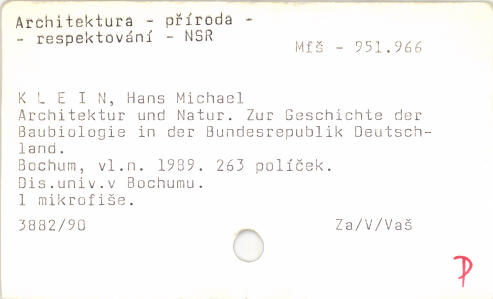 Architektura - příroda -
- respektování - NSR
Mfš - 951.966
K L E I N, Hans Michael
Architektur und Natur. Zur Geschichte der
Baubiologie in der Bundesrepublik Deutsch-
land.
Bochum, vl.n. 1989. 263 políček.
Dis.univ.v Bochumu.
1 mikrofiše.
3882/90 Za/V/Vaš
P